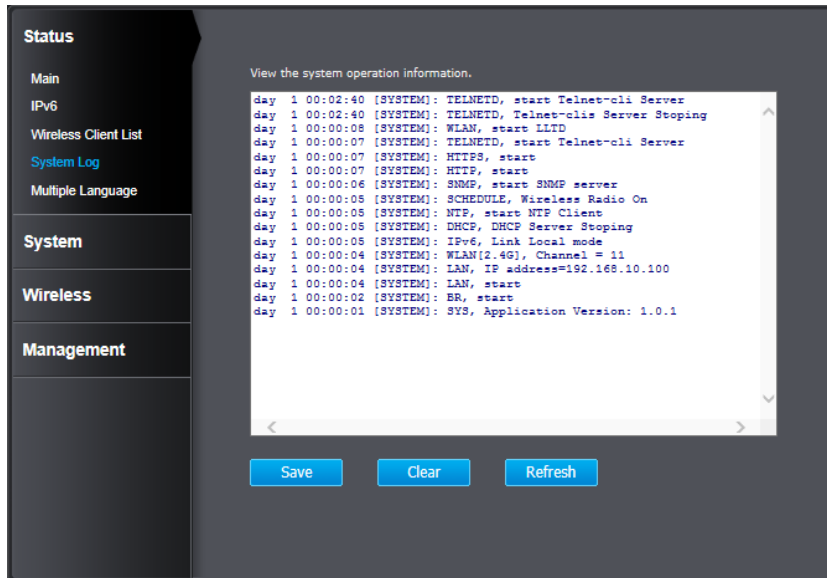 Status
Main
IPv6
Wireless Client List
System Log
Multiple Language
System
Wireless
Management
View the system operation information.
day 1 00:02:40 [SYSTEM]: TELNETD, start Telnet-cli Server
day 1 00:02:40 [SYSTEM]: TELNETD, Telnet-clis Server Stoping
day 1 00:00:08 [SYSTEM]: WLAN, start LLTD
day 1 00:00:07 [SYSTEM]: TELNETD, start Telnet-cli Server
day 1 00:00:07 [SYSTEM]: HTTPS, start
day 1 00:00:07 [SYSTEM]: HTTP, start
day 1 00:00:06 [SYSTEM]: SNMP, start SNMP server
day 1 00:00:05 [SYSTEM]: SCHEDULE, Wireless Radio On
day 1 00:00:05 [SYSTEM]: NTP, start NTP Client
day 1 00:00:05 [SYSTEM]: DHCP, DHCP Server Stoping
day 1 00:00:05 [SYSTEM]: IPv6, Link Local mode
day 1 00:00:04 [SYSTEM]: WLAN[2.4G], Channel = 11
day 1 00:00:04 [SYSTEM]: LAN, IP address=192.168.10.100
day 1 00:00:04 [SYSTEM]: LAN, start
day 1 00:00:02 [SYSTEM]: BR, start
day 1 00:00:01 [SYSTEM]: SYS, Application Version: 1.0.1
Save
Clear
Refresh